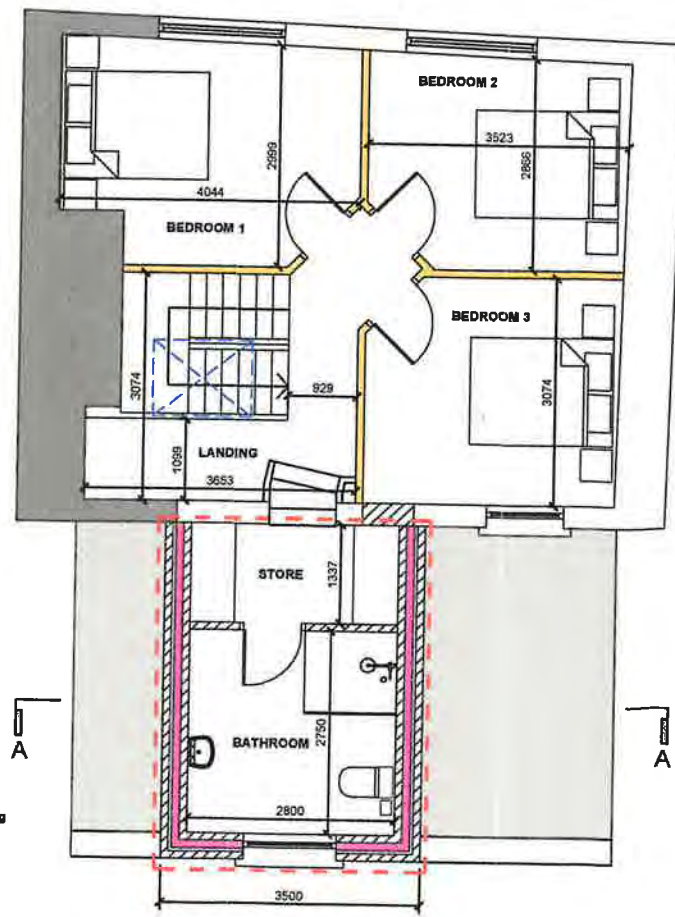 BEDROOM 2
3523
2866
2999
4044
BEDROOM 1
BEDROOM 3
3074
3074
929
LANDING
1099
3653
STORE
1337
A
A
BATHROOM
2750
2800
3500